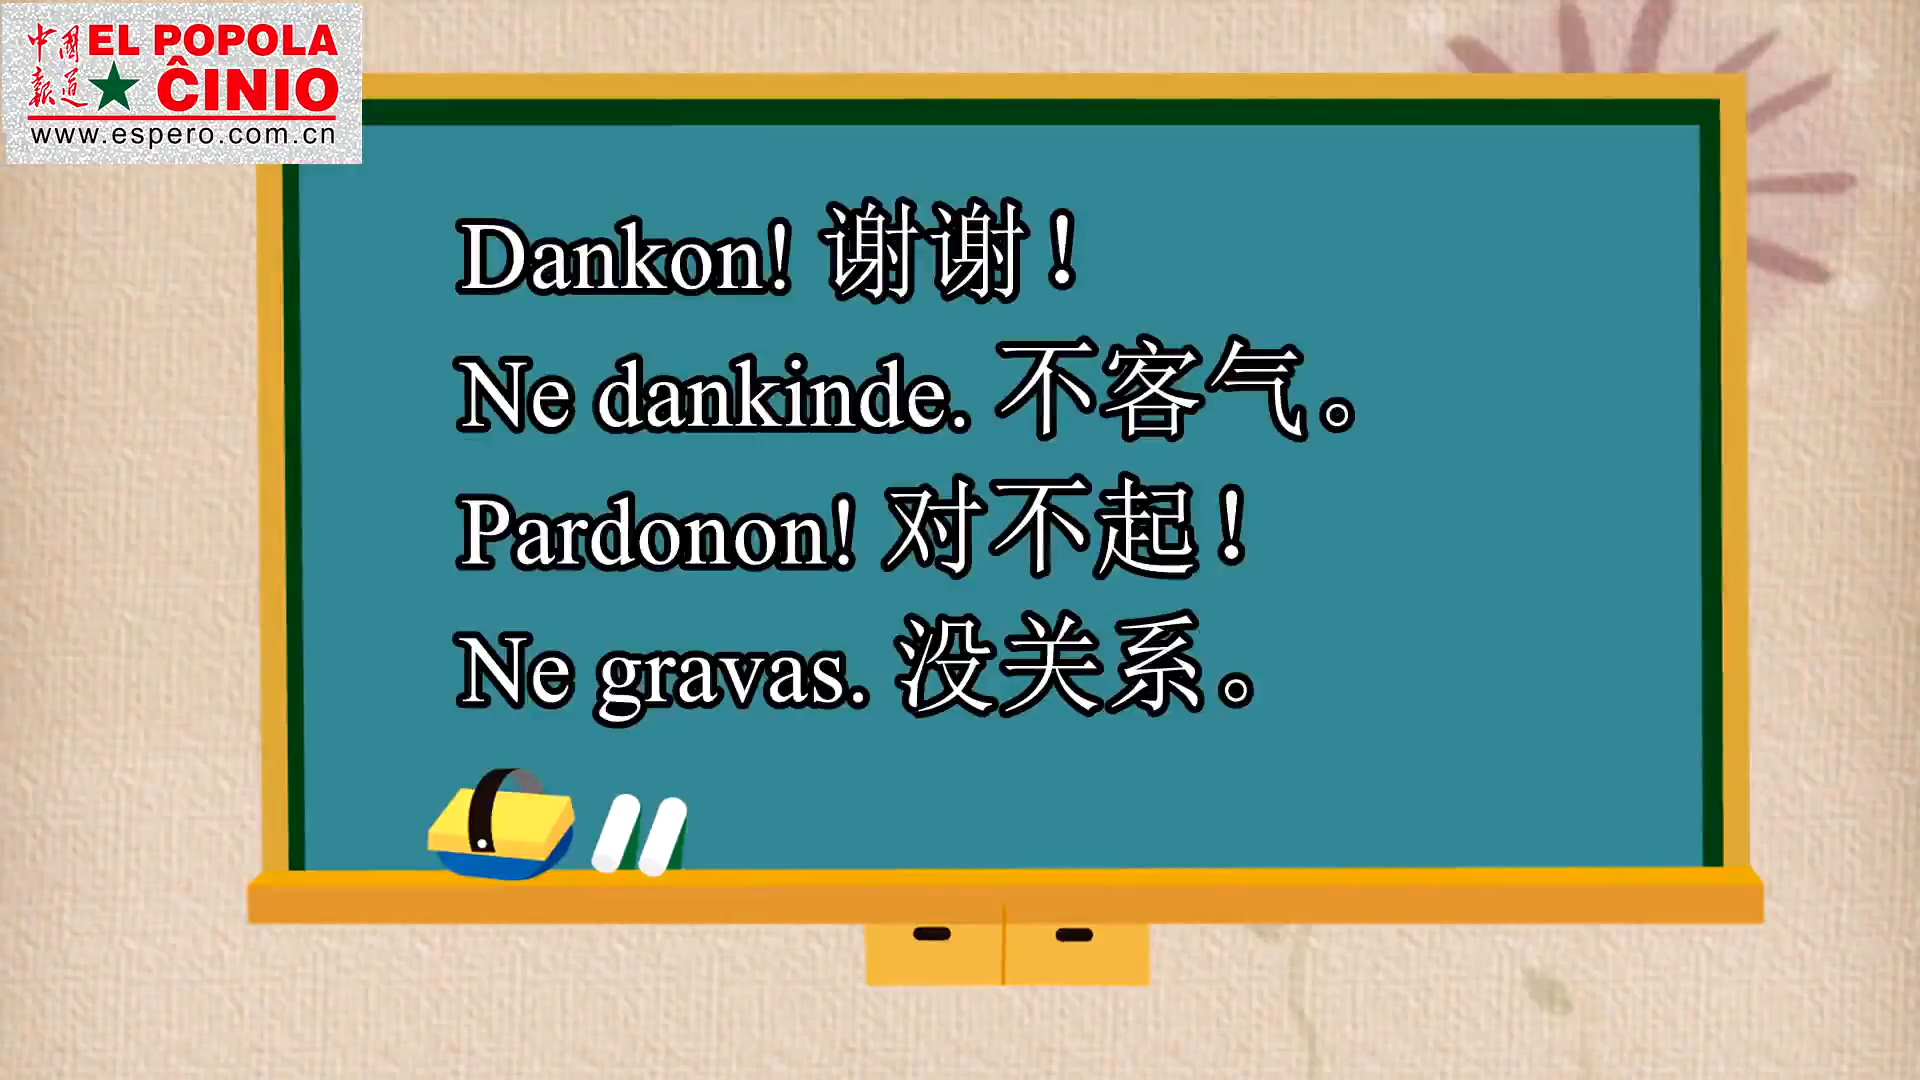 中国 EL POPOLA
报道 ĈINIO
www.espero.com.cn
Dankon! 谢谢！
Ne dankinde. 不客气。
Pardonon! 对不起！
Ne gravas. 没关系。